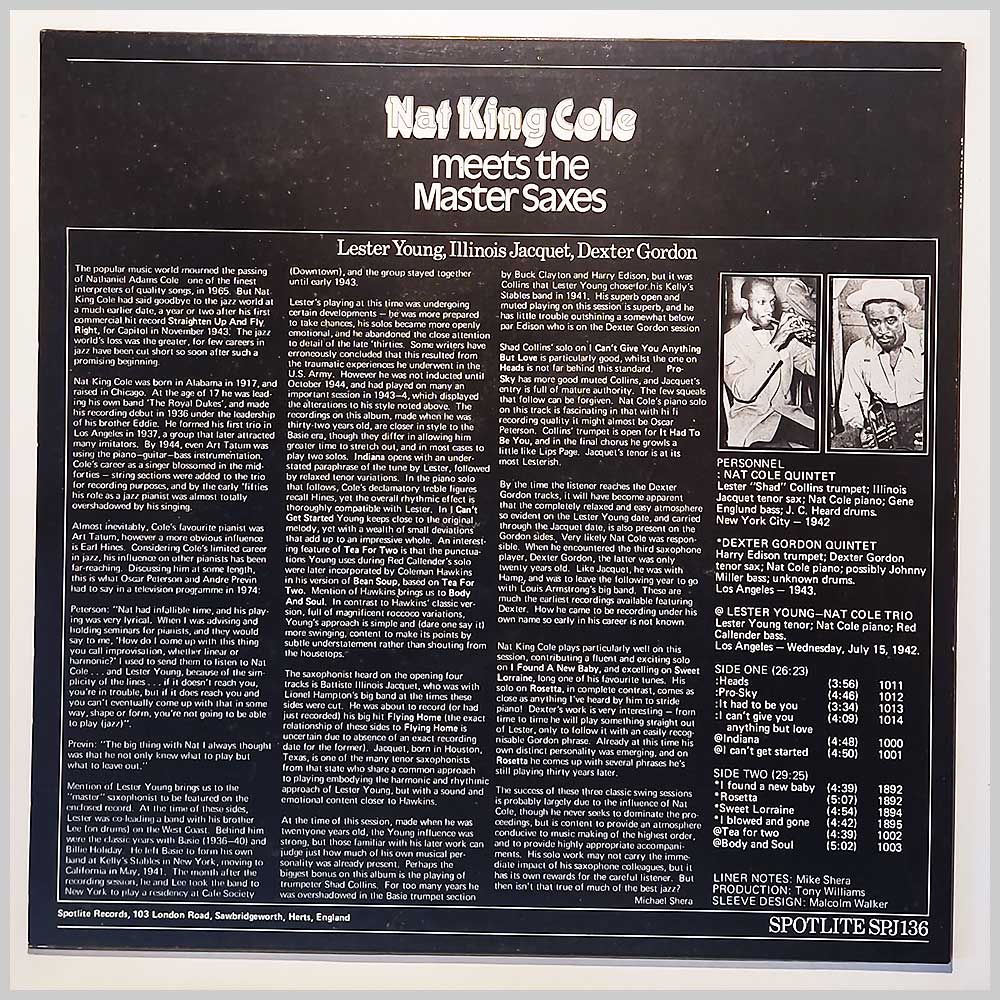 Nat King Cole
meets the
Master Saxes
Lester Young, Illinois Jacquet, Dexter Gordon
The popular music world mourned the passing
of Nathaniel Adams Cole one of the finest
interpreters of quality songs, in 1965. But Nat
King Cole had said goodbye to the jazz world at
a much earlier date, a year or two after his first
commercial hit record Straighten Up And Fly
Right, for Capitol in November 1943. The jazz
world's loss was the greater, for few careers in
jazz have been cut short so soon after such a
promising beginning.
Nat King Cole was born in Alabama in 1917, and
raised in Chicago. At the age of 17 he was lead-
ing his own band 'The Royal Dukes', and made
his recording debut in 1936 under the leadership
of his brother Eddie. He formed his first trio in
Los Angeles in 1937, a group that later attracted
many imitators. By 1944, even Art Tatum was
using the piano-guitar-bass instrumentation.
Cole's career as a singer blossomed in the mid-
forties – string sections were added to the trio
for recording purposes, and by the early 'fifties
his role as a jazz pianist was almost totally
overshadowed by his singing.
Almost inevitably, Cole's favourite pianist was
Art Tatum, however a more obvious influence
is Earl Hines. Considering Cole's limited career
in jazz, his influence on other pianists has been
far-reaching. Discussing him at some length,
this is what Oscar Peterson and Andre Previn
had to say in a television programme in 1974:
Peterson: "Nat had infallible time, and his play-
ing was very lyrical. When I was advising and
holding seminars for pianists, and they would
say to me, 'How do I come up with this thing
you call improvisation, whether linear or
harmonic?' I used to send them to listen to Nat
Cole . . . and Lester Young, because of the sim-
plicity of the lines . . . if it doesn't reach you,
you're in trouble, but if it does reach you and
you can't eventually come up with that in some
way, shape or form, you're not going to be able
to play (jazz)".
Previn: "The big thing with Nat I always thought
was that he not only knew what to play but
what to leave out."
Mention of Lester Young brings us to the
"master" saxophonist to be featured on the
enclosed record. At the time of these sides,
Lester was co-leading a band with his brother
Lee (on drums) on the West Coast. Behind him
were the classic years with Basie (1936–40) and
Billie Holiday. He left Basie to form his own
band at Kelly's Stables in New York, moving to
California in May, 1941. The month after the
recording session, he and Lee took the band to
New York to play a residency at Cafe Society
(Downtown), and the group stayed together
until early 1943.
Lester's playing at this time was undergoing
certain developments – he was more prepared
to take chances, his solos became more openly
emotional, and he abandoned the close attention
to detail of the late 'thirties. Some writers have
erroneously concluded that this resulted from
the traumatic experiences he underwent in the
U.S. Army. However he was not inducted until
October 1944, and had played on many an
important session in 1943–4, which displayed
the alterations to his style noted above. The
recordings on this album, made when he was
thirty-two years old, are closer in style to the
Basie era, though they differ in allowing him
greater time to stretch out, and in most cases to
play two solos. Indiana opens with an under-
stated paraphrase of the tune by Lester, followed
by relaxed tenor variations. In the piano solo
that follows, Cole's declamatory treble figures
recall Hines, yet the overall rhythmic effect is
thoroughly compatible with Lester. In I Can't
Get Started Young keeps close to the original
melody, yet with a wealth of small deviations
that add up to an impressive whole. An interest-
ing feature of Tea For Two is that the punctua-
tions Young uses during Red Callender's solo
were later incorporated by Coleman Hawkins
in his version of Bean Soup, based on Tea For
Two. Mention of Hawkins brings us to Body
And Soul. In contrast to Hawkins' classic ver-
sion, full of magnificent roccoco variations,
Young's approach is simple and (dare one say it)
more swinging, content to make its points by
subtle understatement rather than shouting from
the housetops."
The saxophonist heard on the opening four
tracks is Battiste Illinois Jacquet, who was with
Lionel Hampton's big band at the times these
sides were cut. He was about to record (or had
just recorded) his big hit Flying Home (the exact
relationship of these sides to Flying Home is
uncertain due to absence of an exact recording
date for the former). Jacquet, born in Houston,
Texas, is one of the many tenor saxophonists
from that state who share a common approach
to playing embodying the harmonic and rhythmic
approach of Lester Young, but with a sound and
emotional content closer to Hawkins.
At the time of this session, made when he was
twentyone years old, the Young influence was
strong, but those familiar with his later work can
judge just how much of his own musical per-
sonality was already present. Perhaps the
biggest bonus on this album is the playing of
trumpeter Shad Collins. For too many years he
was overshadowed in the Basie trumpet section
by Buck Clayton and Harry Edison, but it was
Collins that Lester Young chose for his Kelly's
Stables band in 1941. His superb open and
muted playing on this session is superb, and he
has little trouble outshining a somewhat below
par Edison who is on the Dexter Gordon session
Shad Collins' solo on I Can't Give You Anything
But Love is particularly good, whilst the one on
Heads is not far behind this standard. Pro-
Sky has more good muted Collins, and Jacquet's
entry is full of mature authority. The few squeals
that follow can be forgiven. Nat Cole's piano solo
on this track is fascinating in that with hi fi
recording quality it might almost be Oscar
Peterson. Collins' trumpet is open for It Had To
Be You, and in the final chorus he growls a
little like Lips Page. Jacquet's tenor is at its
most Lesterish.
By the time the listener reaches the Dexter
Gordon tracks, it will have become apparent
that the completely relaxed and easy atmosphere
so evident on the Lester Young date, and carried
through the Jacquet date, is also present on the
Gordon sides. Very likely Nat Cole was respon-
sible. When he encountered the third saxophone
player, Dexter Gordon, the latter was only
twenty years old. Like Jacquet, he was with
Hamp, and was to leave the following year to go
with Louis Armstrong's big band. These are
much the earliest recordings available featuring
Dexter. How he came to be recording under his
own name so early in his career is not known
Nat King Cole plays particularly well on this
session, contributing a fluent and exciting solo
on I Found A New Baby, and excelling on Sweet
Lorraine, long one of his favourite tunes. His
solo on Rosetta, in complete contrast, comes as
close as anything I've heard by him to stride
piano! Dexter's work is very interesting – from
time to time he will play something straight out
of Lester, only to follow it with an easily recog-
nisable Gordon phrase. Already at this time his
own distinct personality was emerging, and on
Rosetta he comes up with several phrases he's
still playing thirty years later.
The success of these three classic swing sessions
is probably largely due to the influence of Nat
Cole, though he never seeks to dominate the pro-
ceedings, but is content to provide an atmosphere
conducive to music making of the highest order,
and to provide highly appropriate accompani-
ments. His solo work may not carry the imme-
diate impact of his saxophone colleagues, but it
has its own rewards for the careful listener. But
then isn't that true of much of the best jazz?
Michael Shera
PERSONNEL
: NAT COLE QUINTET
Lester "Shad" Collins trumpet; Illinois
Jacquet tenor sax; Nat Cole piano; Gene
Englund bass; J. C. Heard drums.
New York City – 1942
*DEXTER GORDON QUINTET
Harry Edison trumpet; Dexter Gordon
tenor sax; Nat Cole piano; possibly Johnny
Miller bass; unknown drums.
Los Angeles – 1943.
@ LESTER YOUNG–NAT COLE TRIO
Lester Young tenor; Nat Cole piano; Red
Callender bass.
Los Angeles – Wednesday, July 15, 1942.
SIDE ONE (26:23)
:Heads (3:56) 1011
:Pro-Sky (4:46) 1012
:It had to be you (3:34) 1013
:I can't give you (4:09) 1014
anything but love
@Indiana (4:48) 1000
@I can't get started (4:50) 1001
SIDE TWO (29:25)
*I found a new baby (4:39) 1892
*Rosetta (5:07) 1892
*Sweet Lorraine (4:54) 1894
*I blowed and gone (4:42) 1895
@Tea for two (4:39) 1002
@Body and Soul (5:02) 1003
LINER NOTES: Mike Shera
PRODUCTION: Tony Williams
SLEEVE DESIGN: Malcolm Walker
Spotlite Records, 103 London Road, Sawbridgeworth, Herts, England
SPOTLITE SPJ136